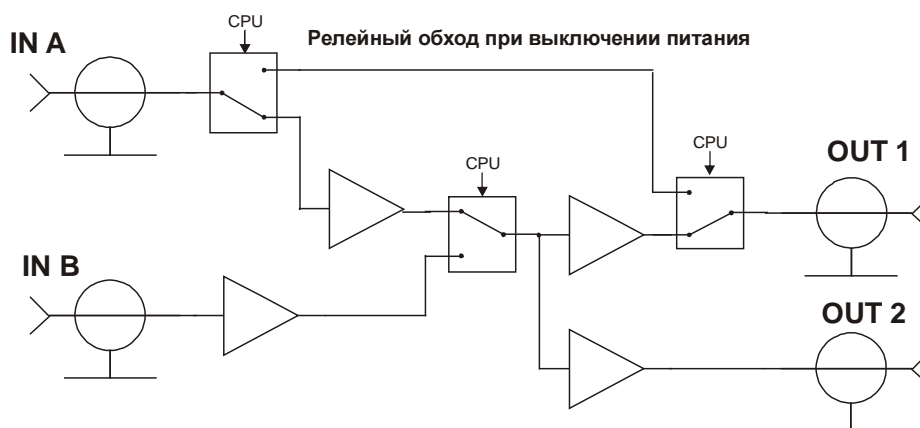 CPU
IN A
Релейный обход при выключении питания
CPU
CPU
OUT 1
IN B
OUT 2